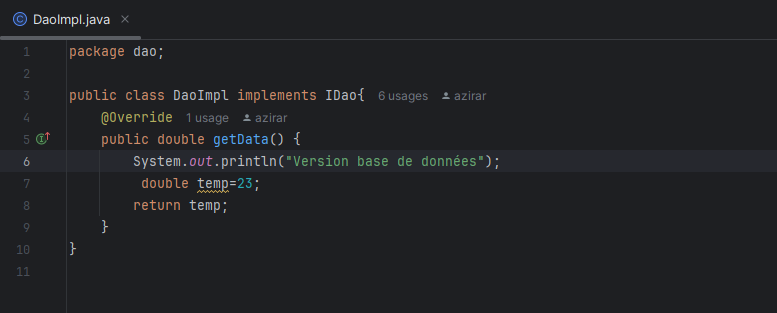 DaoImpl.java
1 package dao;
2
3 public class DaoImpl implements IDao{ 6 usages azirar
4 @Override 1 usage azirar
5 public double getData() {
6 System.out.println("Version base de données");
7 double temp=23;
8 return temp;
9 }
10 }
11